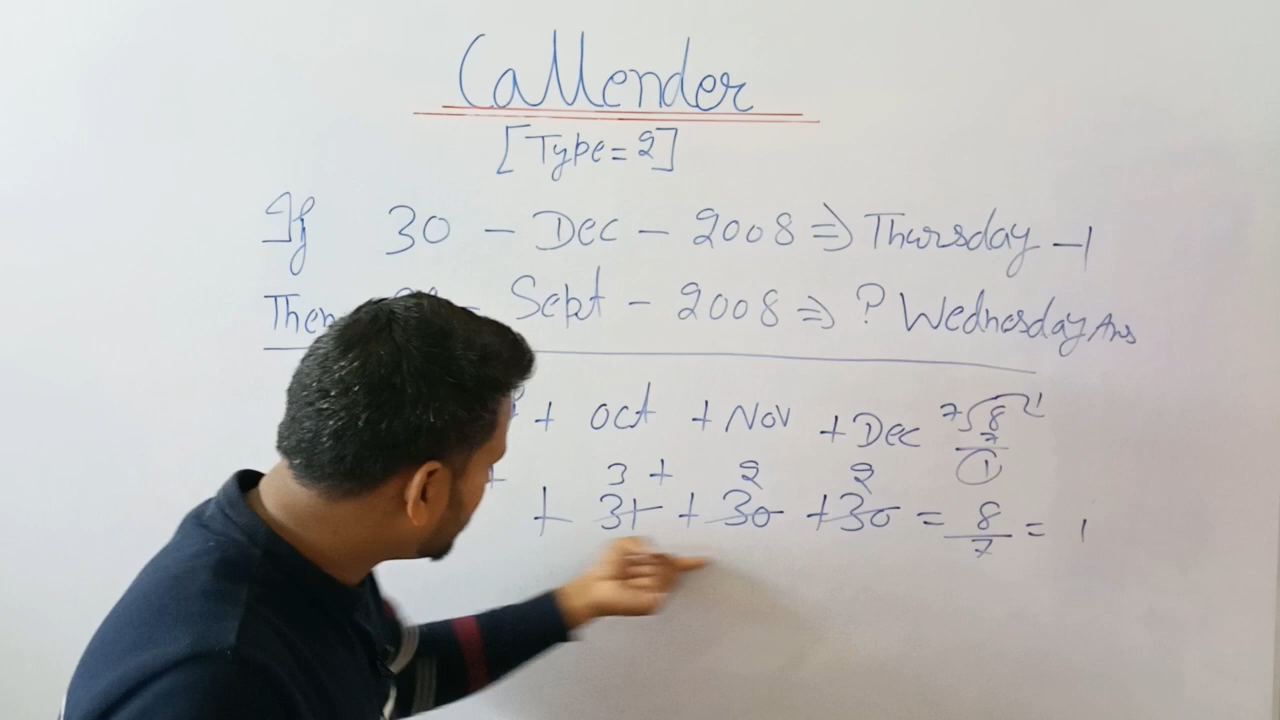 Callender
[Type=2]
If 30 - Dec - 2008 ⇒ Thursday -1
Then - Sept - 2008 ⇒ ? Wednesday Ans
+ Oct + Nov + Dec 7 8 1
7
1
+ 3 + 2 2
+ 31 + 30 + 30 = 8/7 = 1